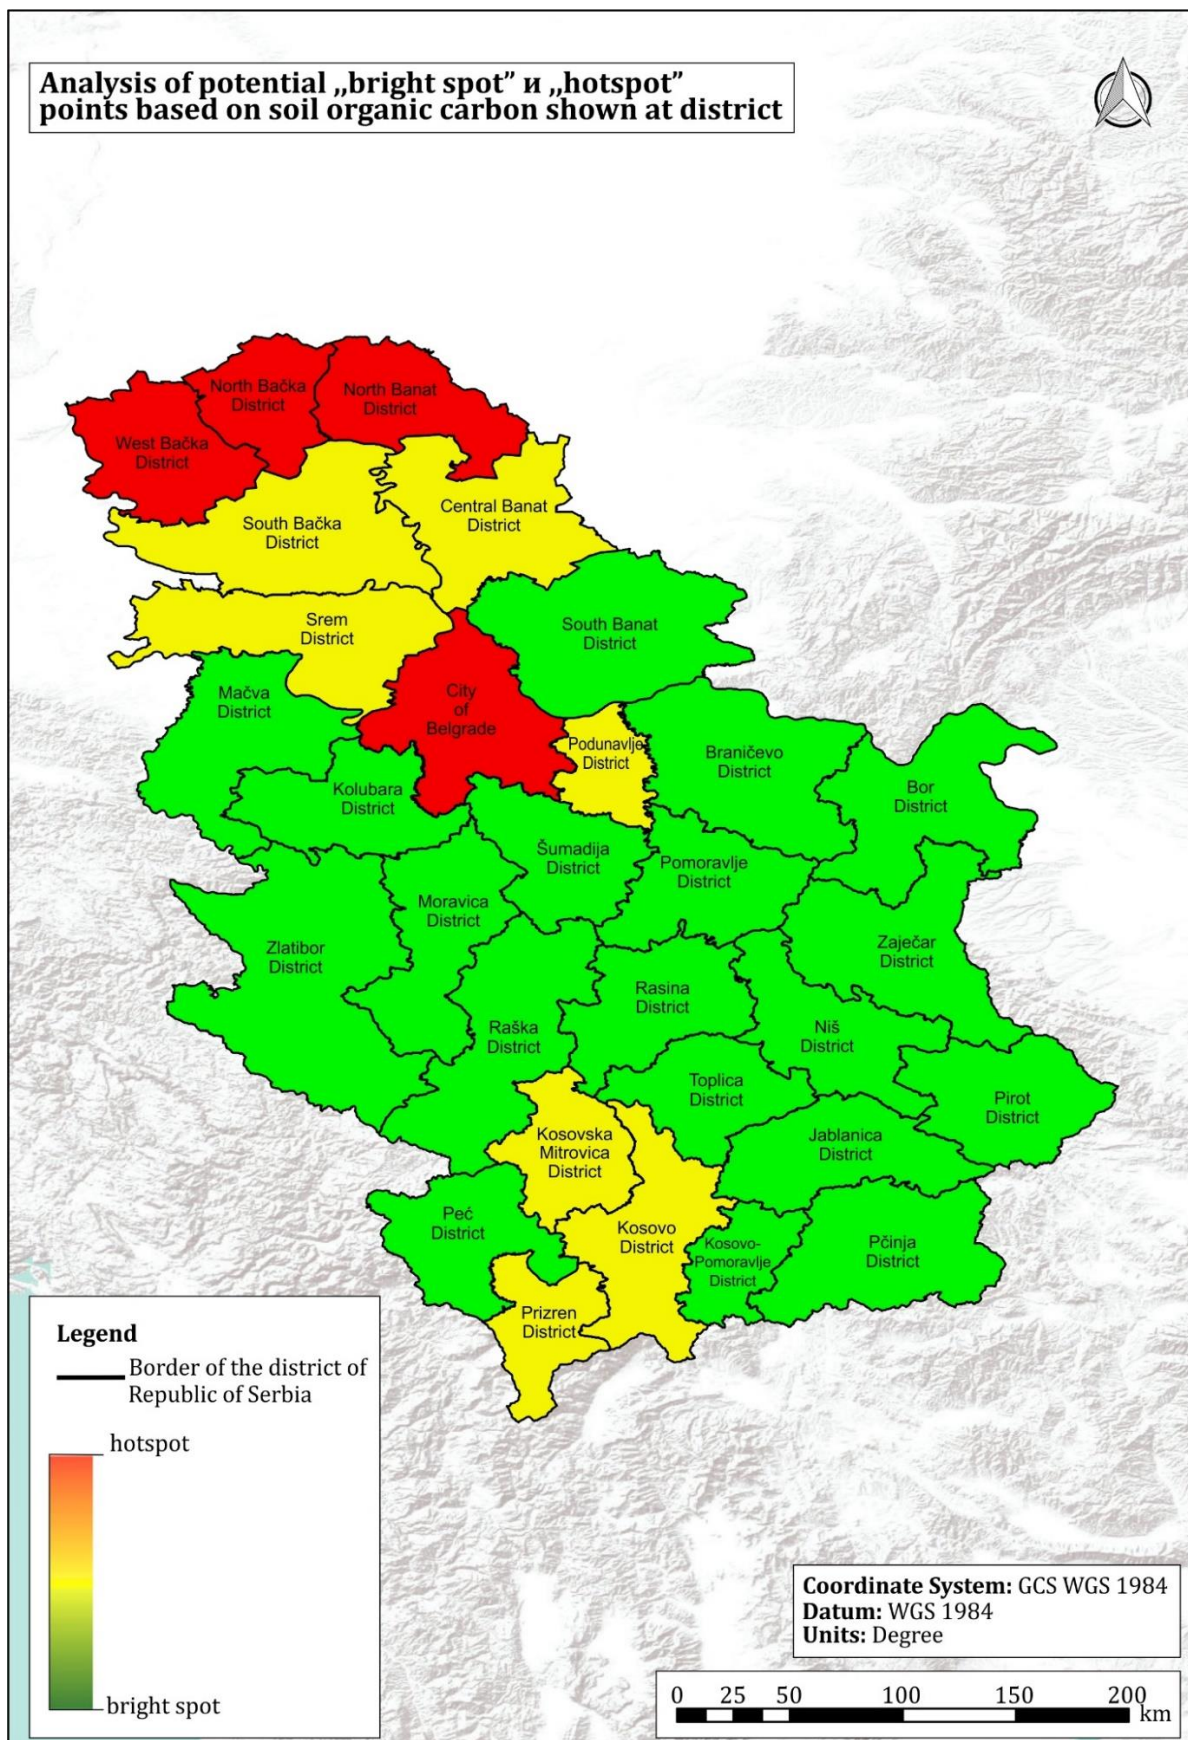 Analysis of potential „bright spot” и „hotspot”
points based on soil organic carbon shown at district
North Bačka
District
North Banat
District
West Bačka
District
South Bačka
District
Central Banat
District
Srem
District
South Banat
District
Mačva
District
City
of
Belgrade
Podunavlje
District
Braničevo
District
Bor
District
Kolubara
District
Šumadija
District
Pomoravlje
District
Moravica
District
Zlatibor
District
Zaječar
District
Rasina
District
Raška
District
Niš
District
Toplica
District
Pirot
District
Kosovska
Mitrovica
District
Jablanica
District
Peć
District
Kosovo
District
Kosovo-
Pomoravlje
District
Pčinja
District
Prizren
District
Legend
Border of the district of
Republic of Serbia
hotspot
bright spot
Coordinate System: GCS WGS 1984
Datum: WGS 1984
Units: Degree
0 25 50 100 150 200
km